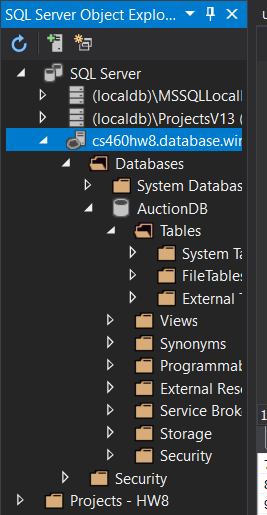 SQL Server Object Explo...
SQL Server
(localdb)\MSSQLLocal
(localdb)\ProjectsV13 (
cs460hw8.database.win
Databases
System Databas
AuctionDB
Tables
System Ta
FileTables
External T
Views
Synonyms
Programmab
External Reso
Service Broke
Storage
Security
Security
Projects - HW8